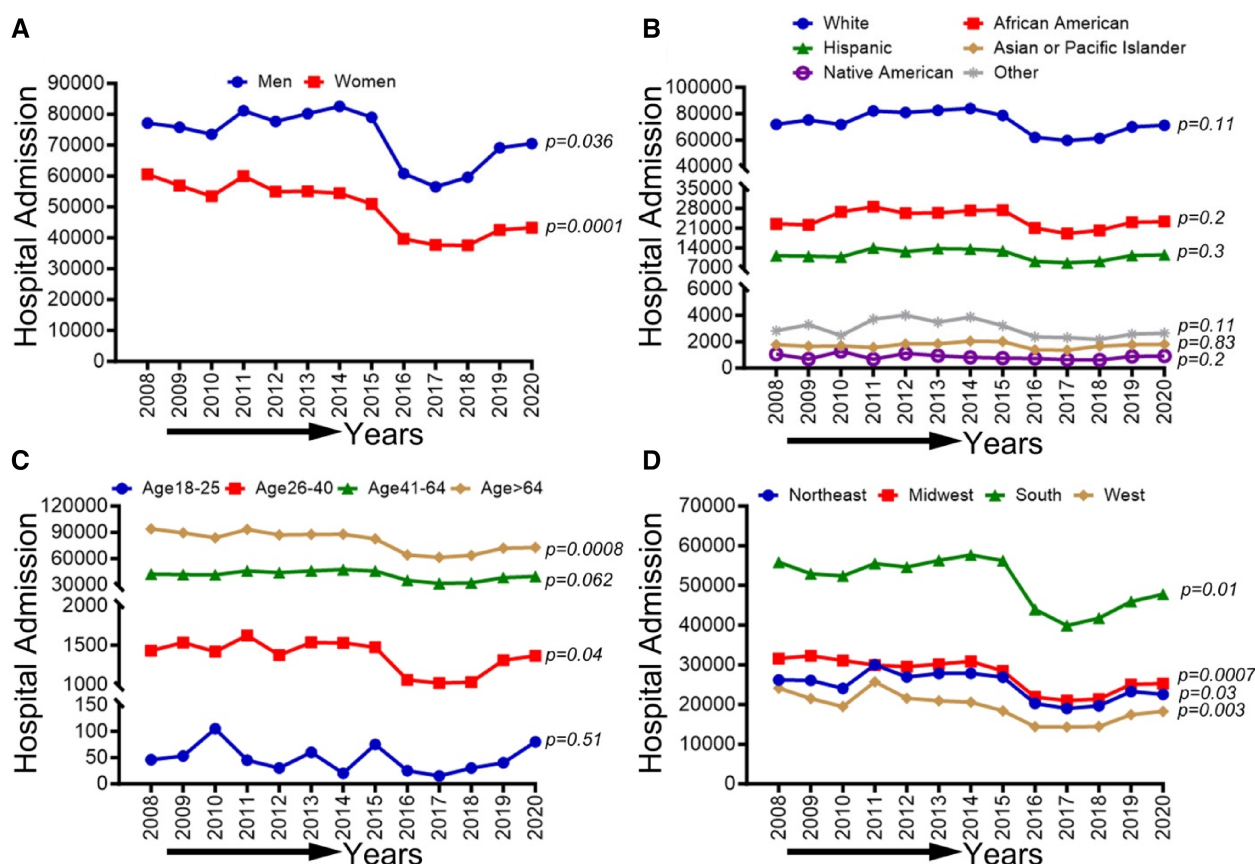 A
Men Women
Hospital Admission
90000
80000
70000
60000
50000
40000
30000
20000
10000
0
p=0.036
p=0.0001
2008 2009 2010 2011 2012 2013 2014 2015 2016 2017 2018 2019 2020
Years
B
White African American
Hispanic Asian or Pacific Islander
Native American Other
Hospital Admission
100000
80000
60000
40000
35000
28000
21000
14000
7000
6000
4000
2000
0
p=0.11
p=0.2
p=0.3
p=0.11
p=0.83
p=0.2
2008 2009 2010 2011 2012 2013 2014 2015 2016 2017 2018 2019 2020
Years
C
Age18-25 Age26-40 Age41-64 Age>64
Hospital Admission
120000
90000
60000
30000
2000
1500
1000
150
100
50
0
p=0.0008
p=0.062
p=0.04
p=0.51
2008 2009 2010 2011 2012 2013 2014 2015 2016 2017 2018 2019 2020
Years
D
Northeast Midwest South West
Hospital Admission
70000
60000
50000
40000
30000
20000
10000
0
p=0.01
p=0.0007
p=0.03
p=0.003
2008 2009 2010 2011 2012 2013 2014 2015 2016 2017 2018 2019 2020
Years